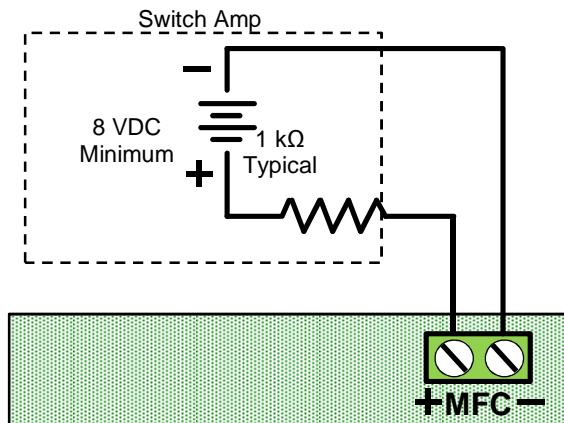 Switch Amp
−
8 VDC
Minimum
1 kΩ
Typical
+
+MFC−